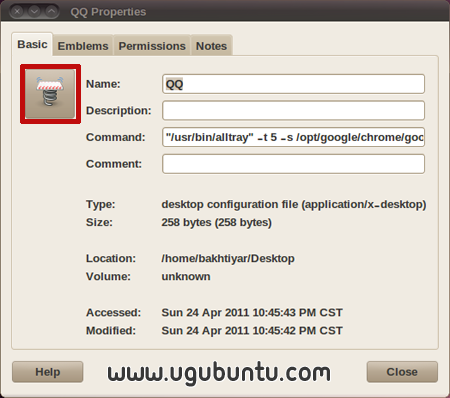 QQ Properties
Basic Emblems Permissions Notes
Name: QQ
Description:
Command: "/usr/bin/alltray" -t 5 -s /opt/google/chrome/goo
Comment:
Type: desktop configuration file (application/x-desktop)
Size: 258 bytes (258 bytes)
Location: /home/bakhtiyar/Desktop
Volume: unknown
Accessed: Sun 24 Apr 2011 10:45:43 PM CST
Modified: Sun 24 Apr 2011 10:45:42 PM CST
Help www.ugubuntu.com Close